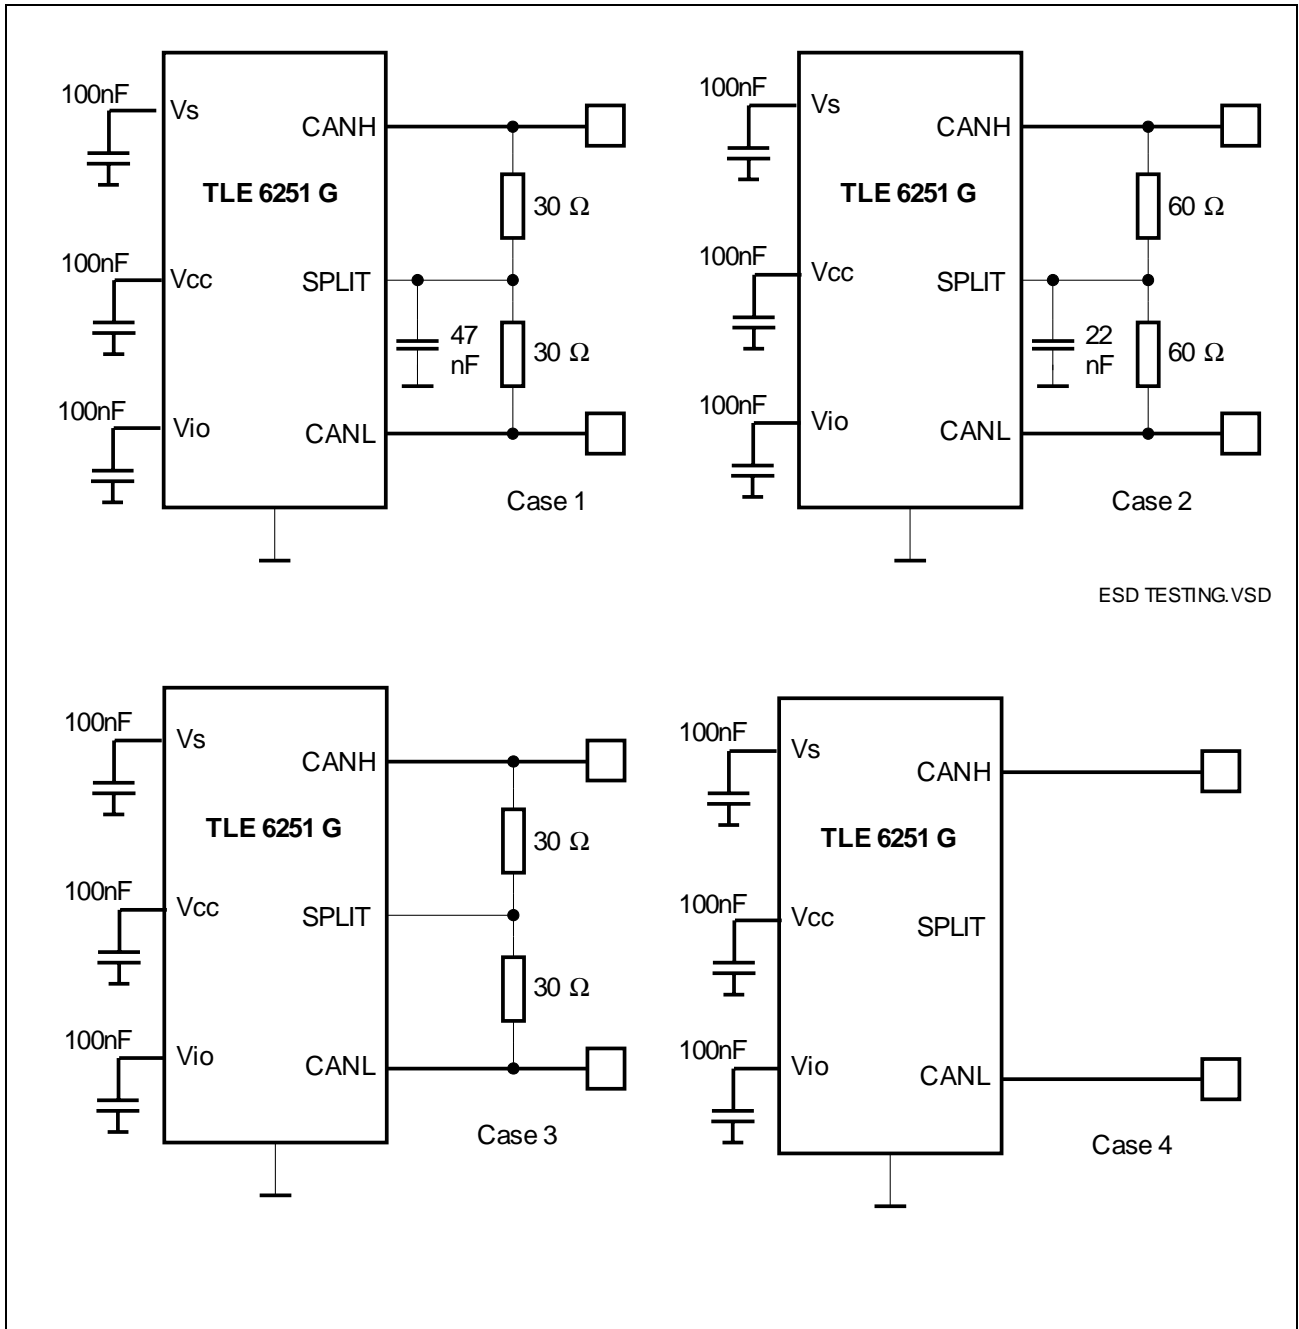 100nF
Vs
CANH
TLE 6251 G
30 Ω
100nF
Vcc
SPLIT
47
nF
30 Ω
100nF
Vio
CANL
Case 1
100nF
Vs
CANH
TLE 6251 G
60 Ω
100nF
Vcc
SPLIT
22
nF
60 Ω
100nF
Vio
CANL
Case 2
ESD TESTING.VSD
100nF
Vs
CANH
TLE 6251 G
30 Ω
100nF
Vcc
SPLIT
30 Ω
100nF
Vio
CANL
Case 3
100nF
Vs
CANH
TLE 6251 G
100nF
Vcc
SPLIT
100nF
Vio
CANL
Case 4